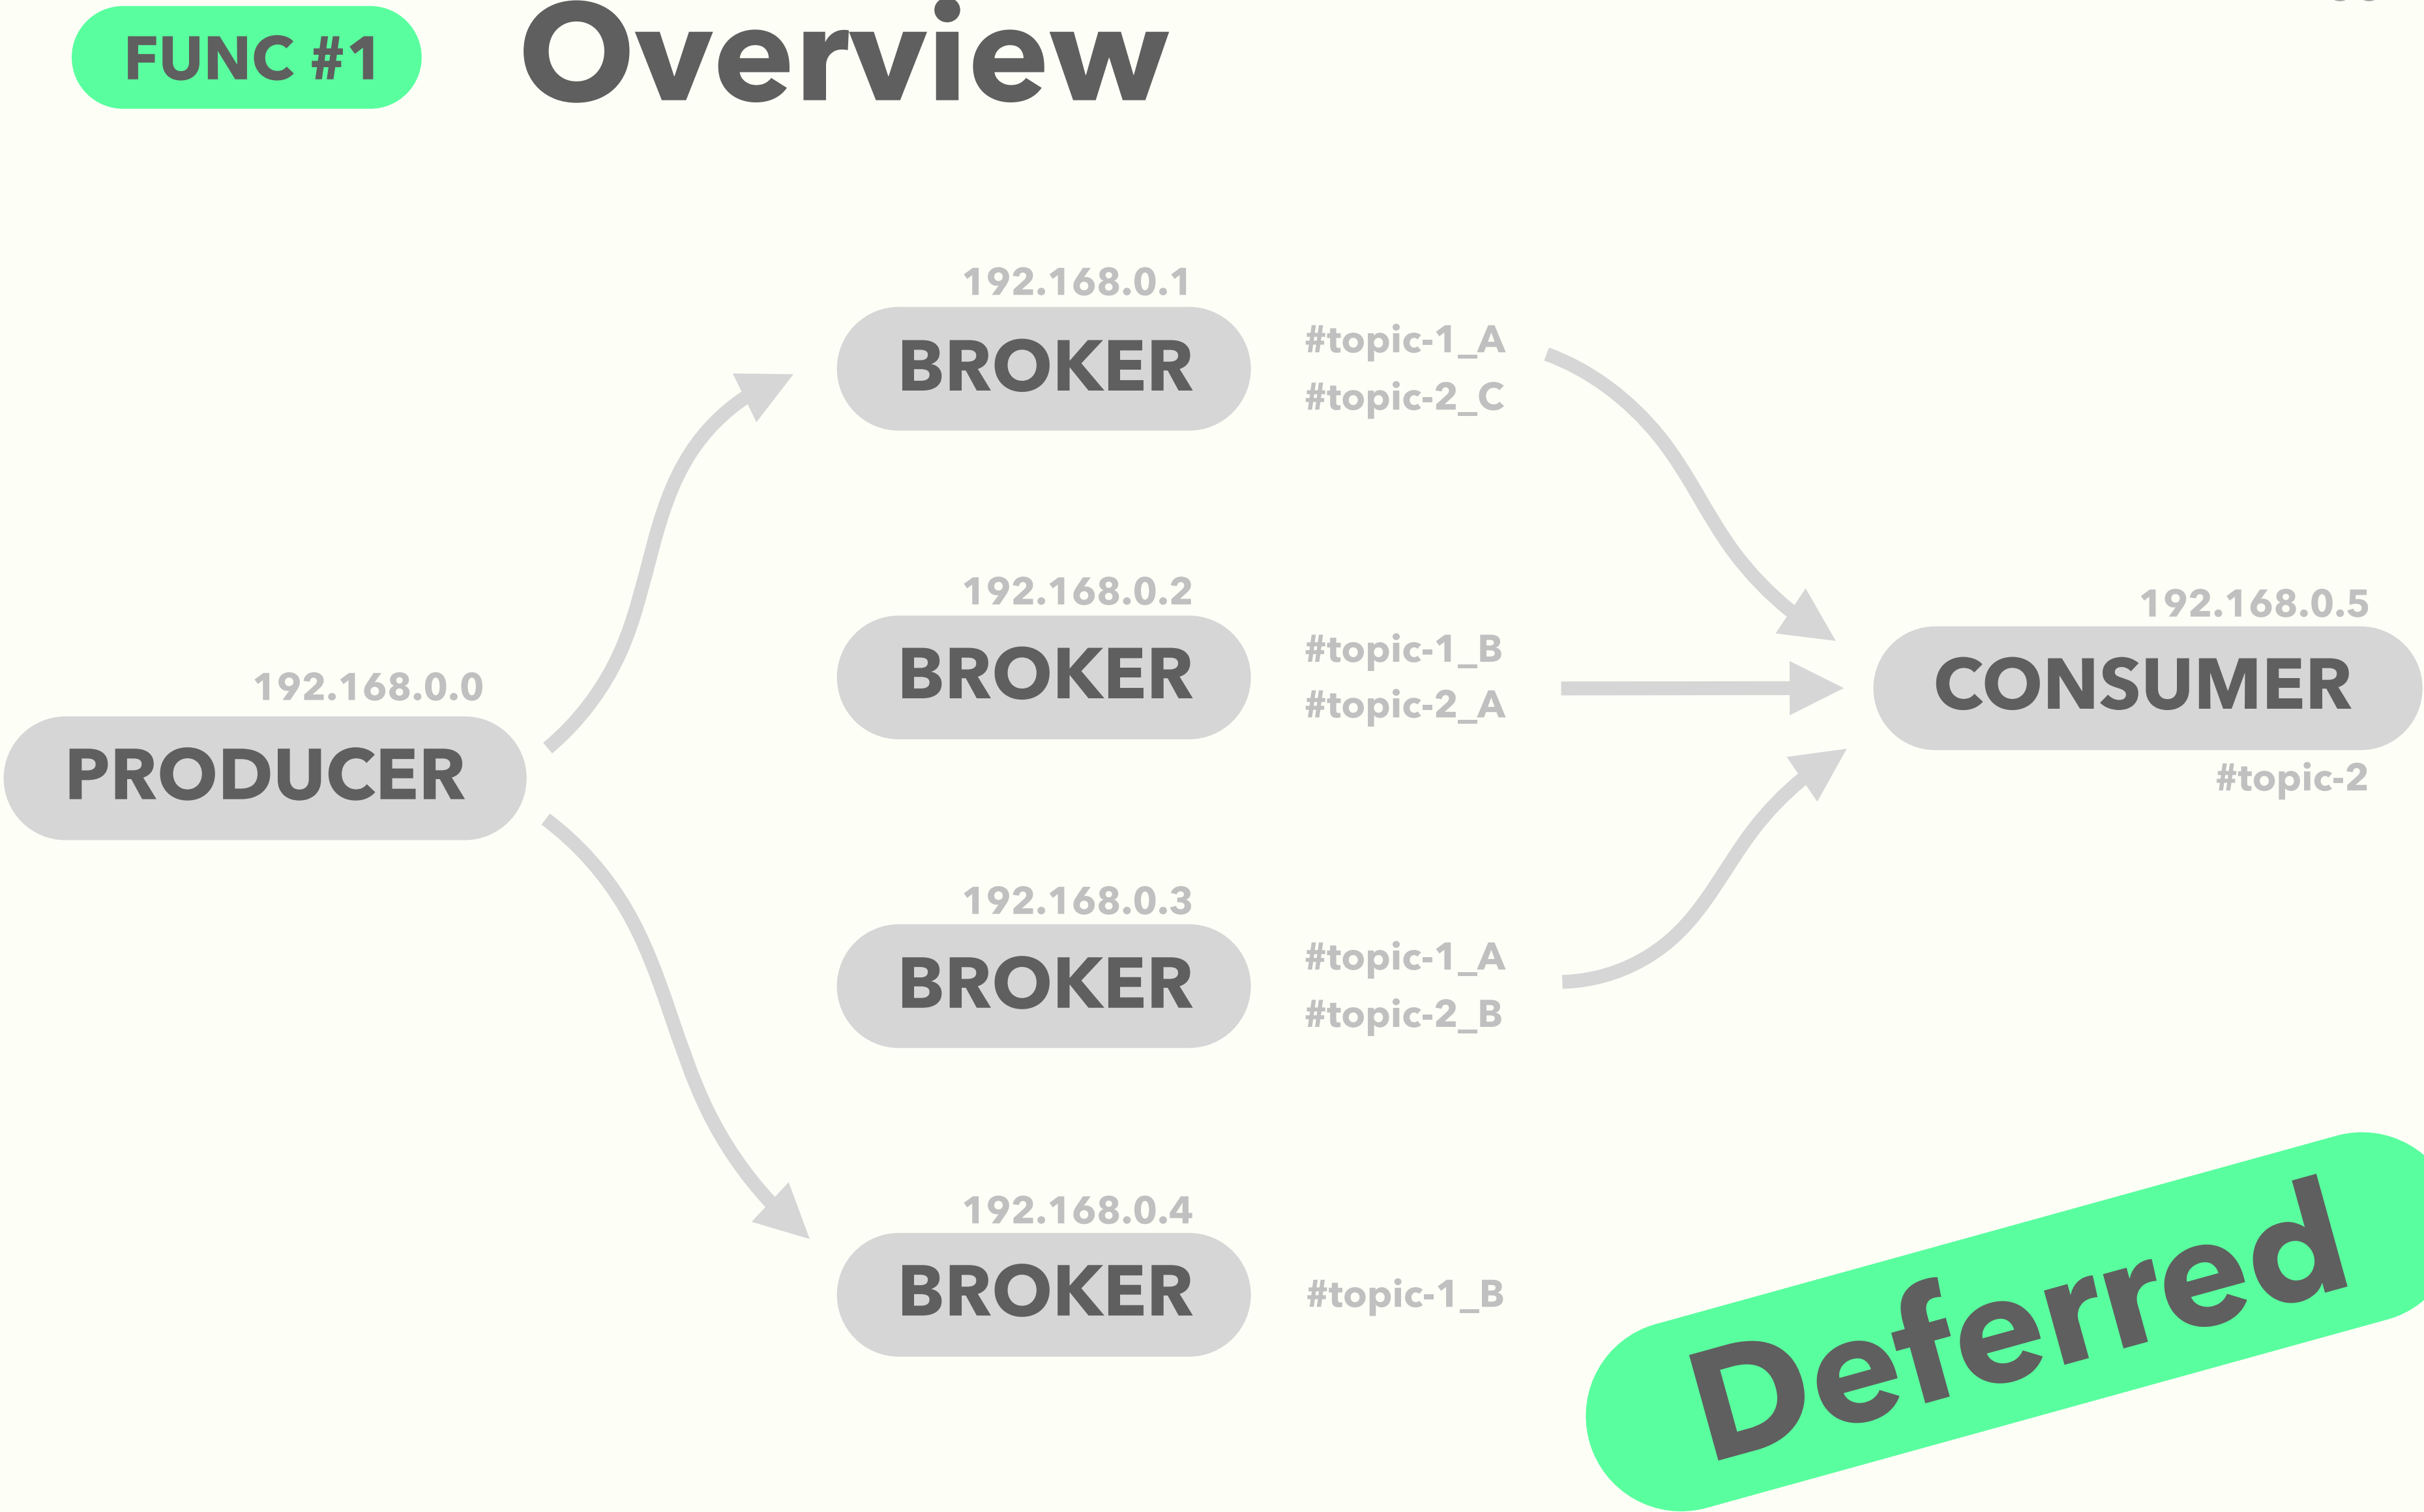 FUNC #1
Overview
192.168.0.1
BROKER
#topic-1_A
#topic-2_C
192.168.0.2
BROKER
#topic-1_B
#topic-2_A
192.168.0.5
CONSUMER
#topic-2
192.168.0.0
PRODUCER
192.168.0.3
BROKER
#topic-1_A
#topic-2_B
192.168.0.4
BROKER
#topic-1_B
Deferred